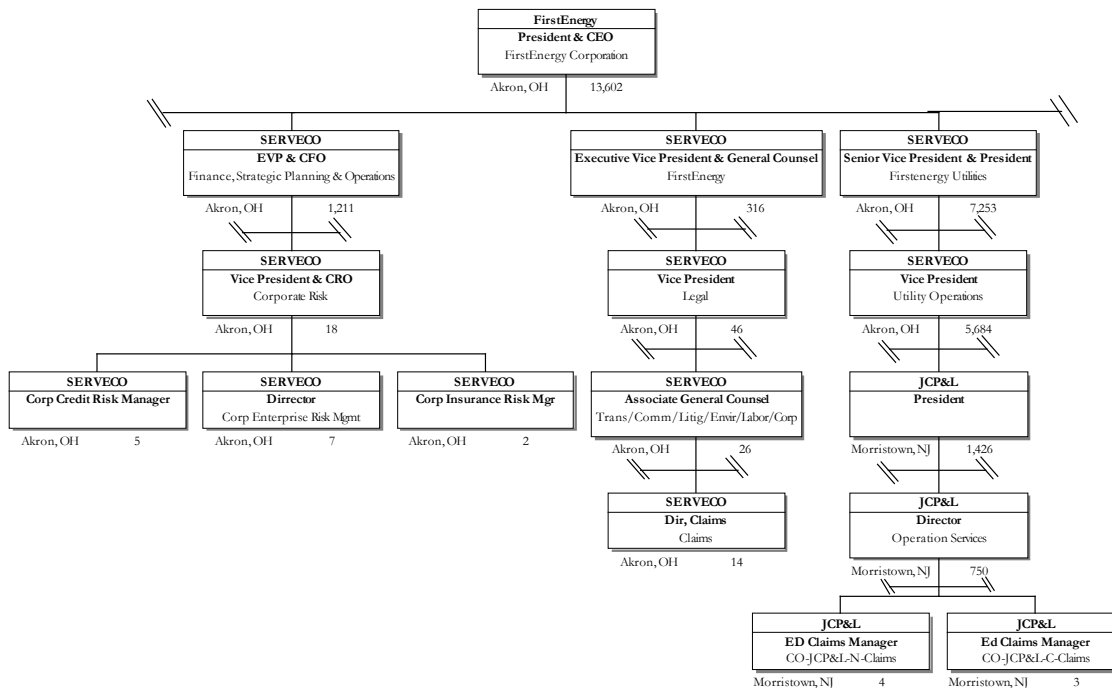 FirstEnergy
President & CEO
FirstEnergy Corporation
Akron, OH 13,602
SERVECO
EVP & CFO
Finance, Strategic Planning & Operations
Akron, OH 1,211
SERVECO
Executive Vice President & General Counsel
FirstEnergy
Akron, OH 316
SERVECO
Senior Vice President & President
Firstenergy Utilities
Akron, OH 7,253
SERVECO
Vice President & CRO
Corporate Risk
Akron, OH 18
SERVECO
Vice President
Legal
Akron, OH 46
SERVECO
Vice President
Utility Operations
Akron, OH 5,684
SERVECO
Corp Credit Risk Manager
Akron, OH 5
SERVECO
Dirrector
Corp Enterprise Risk Mgmt
Akron, OH 7
SERVECO
Corp Insurance Risk Mgr
Akron, OH 2
SERVECO
Associate General Counsel
Trans/Comm/Litig/Envir/Labor/Corp
Akron, OH 26
JCP&L
President
Morristown, NJ 1,426
SERVECO
Dir, Claims
Claims
Akron, OH 14
JCP&L
Director
Operation Services
Morristown, NJ 750
JCP&L
ED Claims Manager
CO-JCP&L-N-Claims
Morristown, NJ 4
JCP&L
Ed Claims Manager
CO-JCP&L-C-Claims
Morristown, NJ 3